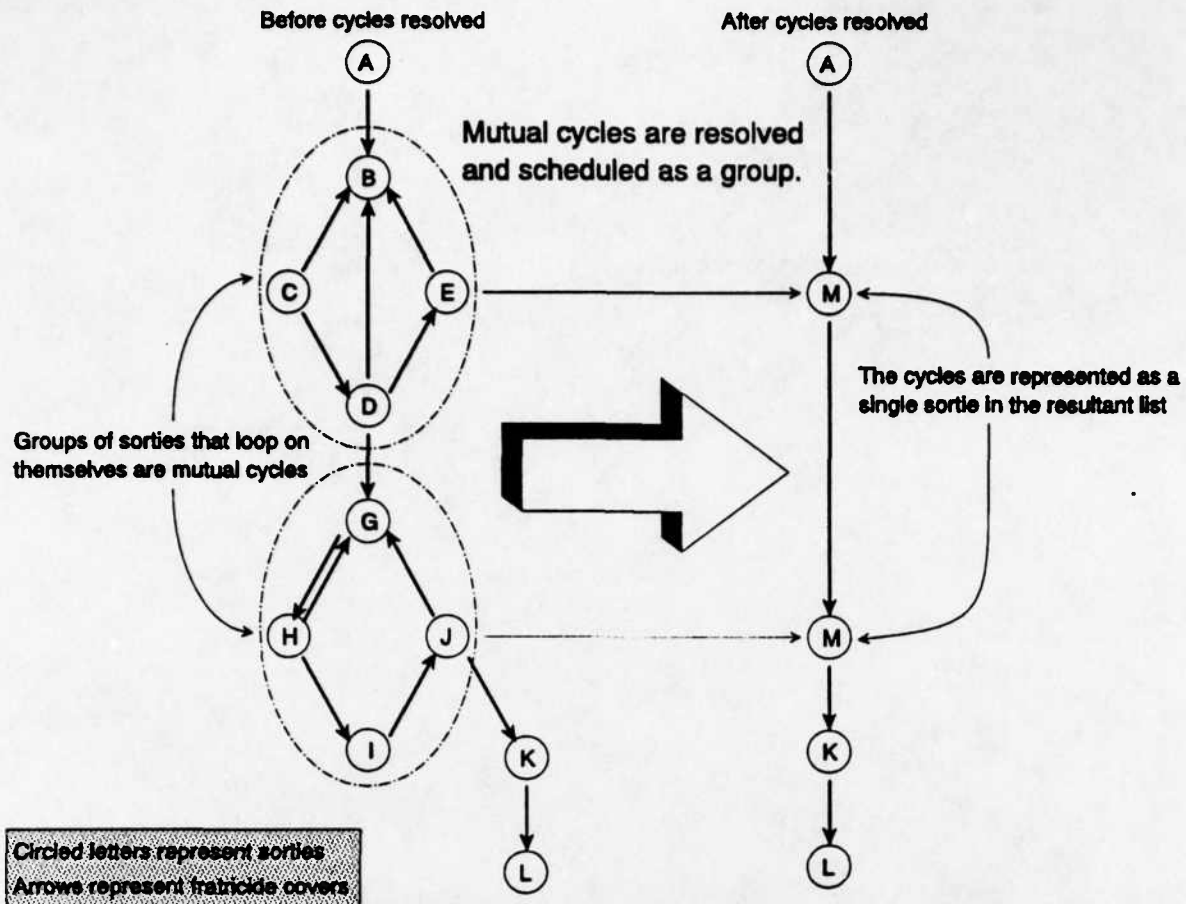 Before cycles resolved
After cycles resolved
A
A
Mutual cycles are resolved
and scheduled as a group.
B
C
E
M
D
The cycles are represented as a
single sortie in the resultant list
Groups of sorties that loop on
themselves are mutual cycles
G
H
J
M
I
K
K
L
L
Circled letters represent sorties
Arrows represent fratricide covers